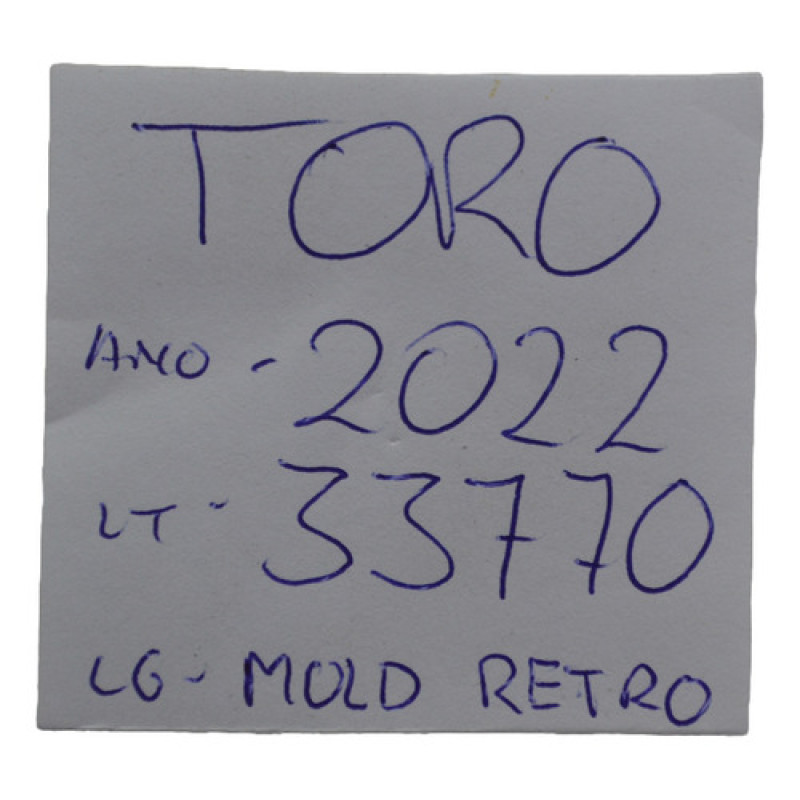 TORO
ANO - 2022
LT - 33770
LG - MOLD RETRO